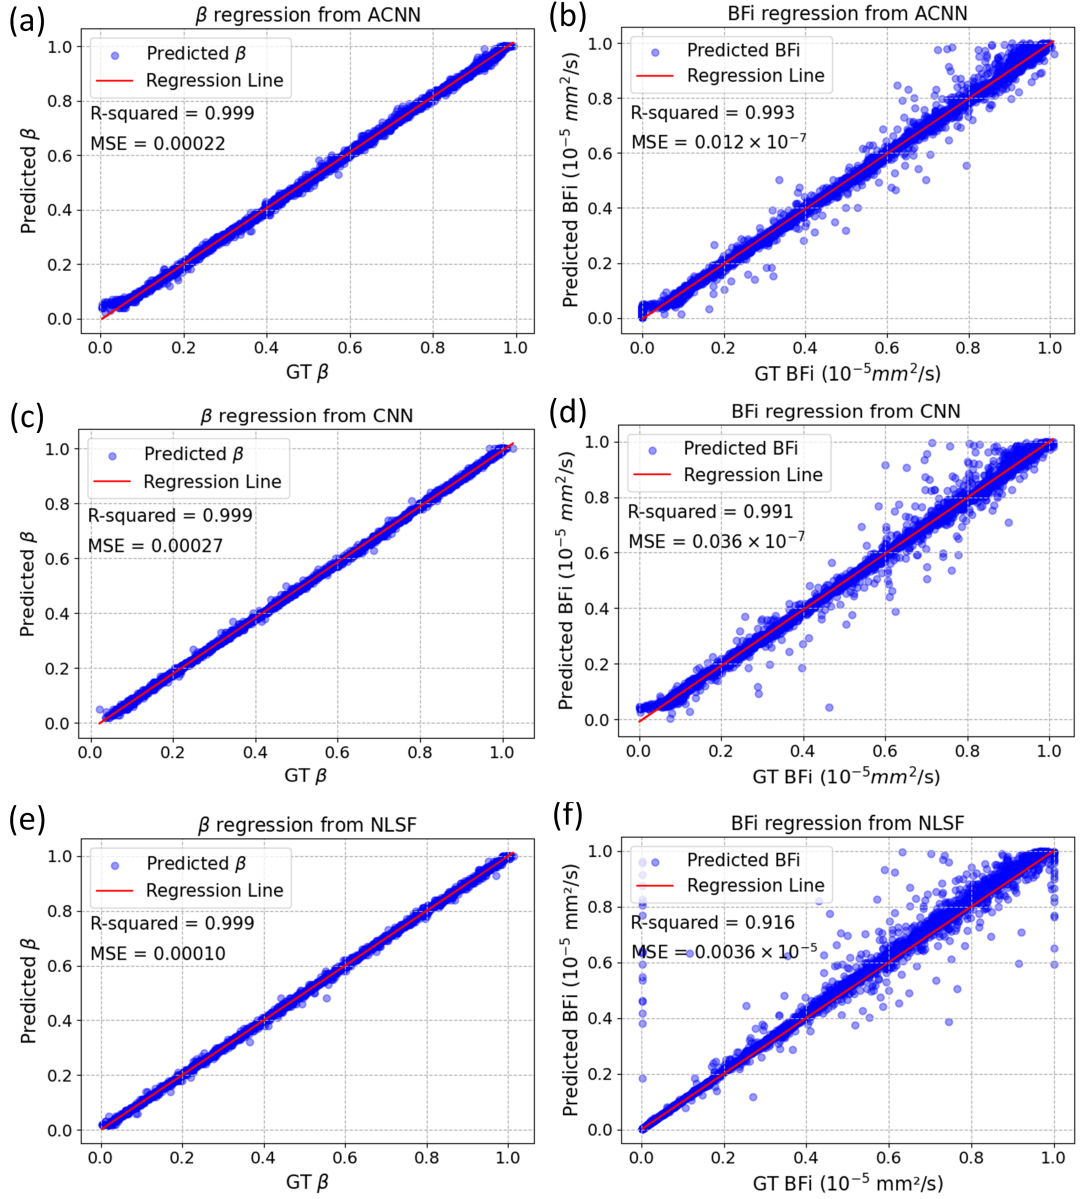 (a)
β regression from ACNN
Predicted β
Regression Line
R-squared = 0.999
MSE = 0.00022
Predicted β
1.0
0.8
0.6
0.4
0.2
0.0
0.0 0.2 0.4 0.6 0.8 1.0
GT β
(b)
BFi regression from ACNN
Predicted BFi
Regression Line
R-squared = 0.993
MSE = 0.012 × 10⁻⁷
Predicted BFi (10⁻⁵ mm²/s)
1.0
0.8
0.6
0.4
0.2
0.0
0.0 0.2 0.4 0.6 0.8 1.0
GT BFi (10⁻⁵mm²/s)
(c)
β regression from CNN
Predicted β
Regression Line
R-squared = 0.999
MSE = 0.00027
Predicted β
1.0
0.8
0.6
0.4
0.2
0.0
0.0 0.2 0.4 0.6 0.8 1.0
GT β
(d)
BFi regression from CNN
Predicted BFi
Regression Line
R-squared = 0.991
MSE = 0.036 × 10⁻⁷
Predicted BFi (10⁻⁵ mm²/s)
1.0
0.8
0.6
0.4
0.2
0.0
0.0 0.2 0.4 0.6 0.8 1.0
GT BFi (10⁻⁵mm²/s)
(e)
β regression from NLSF
Predicted β
Regression Line
R-squared = 0.999
MSE = 0.00010
Predicted β
1.0
0.8
0.6
0.4
0.2
0.0
0.0 0.2 0.4 0.6 0.8 1.0
GT β
(f)
BFi regression from NLSF
Predicted BFi
Regression Line
R-squared = 0.916
MSE = 0.0036 × 10⁻⁵
Predicted BFi (10⁻⁵ mm²/s)
1.0
0.8
0.6
0.4
0.2
0.0
0.0 0.2 0.4 0.6 0.8 1.0
GT BFi (10⁻⁵ mm²/s)